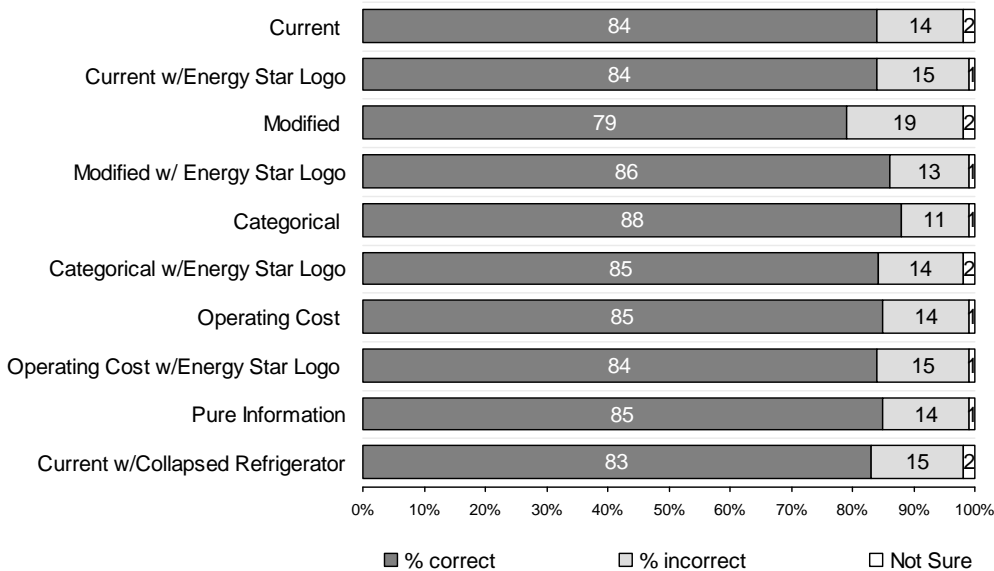 Current 84 14 2
Current w/Energy Star Logo 84 15 1
Modified 79 19 2
Modified w/ Energy Star Logo 86 13 1
Categorical 88 11 1
Categorical w/Energy Star Logo 85 14 2
Operating Cost 85 14 1
Operating Cost w/Energy Star Logo 84 15 1
Pure Information 85 14 1
Current w/Collapsed Refrigerator 83 15 2
0% 10% 20% 30% 40% 50% 60% 70% 80% 90% 100%
% correct % incorrect Not Sure